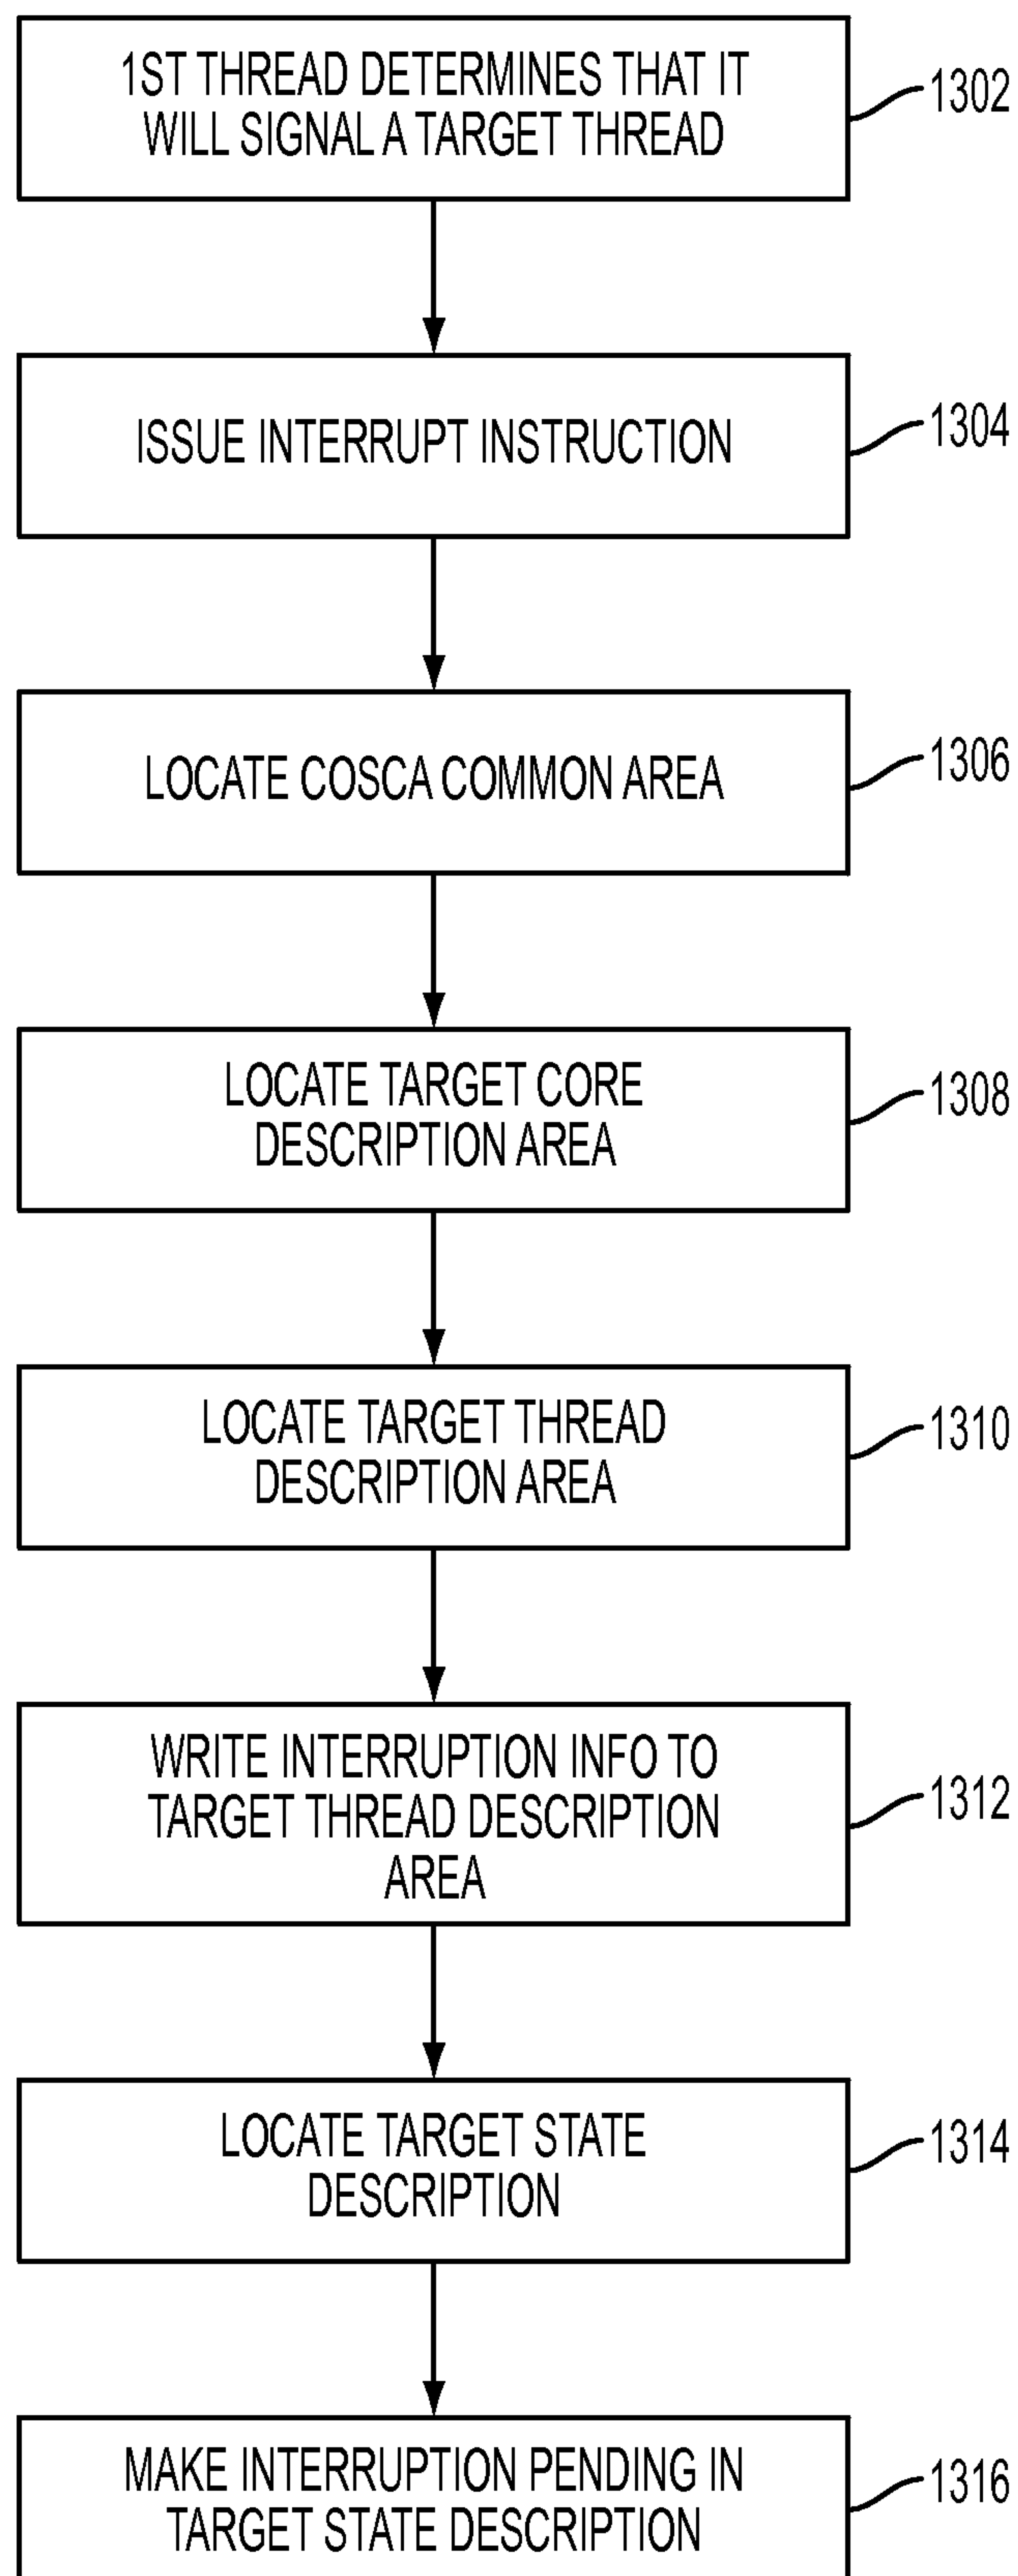 1ST THREAD DETERMINES THAT IT
WILL SIGNAL A TARGET THREAD
1302
ISSUE INTERRUPT INSTRUCTION
1304
LOCATE COSCA COMMON AREA
1306
LOCATE TARGET CORE
DESCRIPTION AREA
1308
LOCATE TARGET THREAD
DESCRIPTION AREA
1310
WRITE INTERRUPTION INFO TO
TARGET THREAD DESCRIPTION
AREA
1312
LOCATE TARGET STATE
DESCRIPTION
1314
MAKE INTERRUPTION PENDING IN
TARGET STATE DESCRIPTION
1316